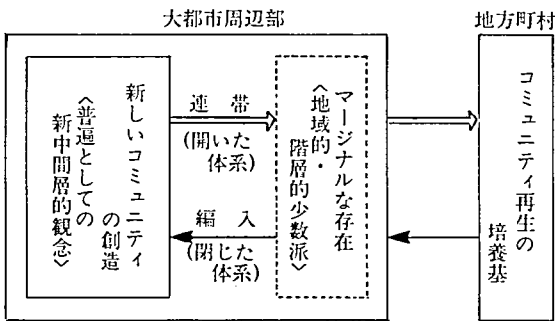 大都市周辺部
地方町村
新しいコミュニティ
の創造
〈普遍としての
新中間層的観念〉
連帯
(開いた
体系)
編入
(閉じた
体系)
マージナルな存在
〈地域的・
階層的少数派〉
コミュニティ再生の
培養基